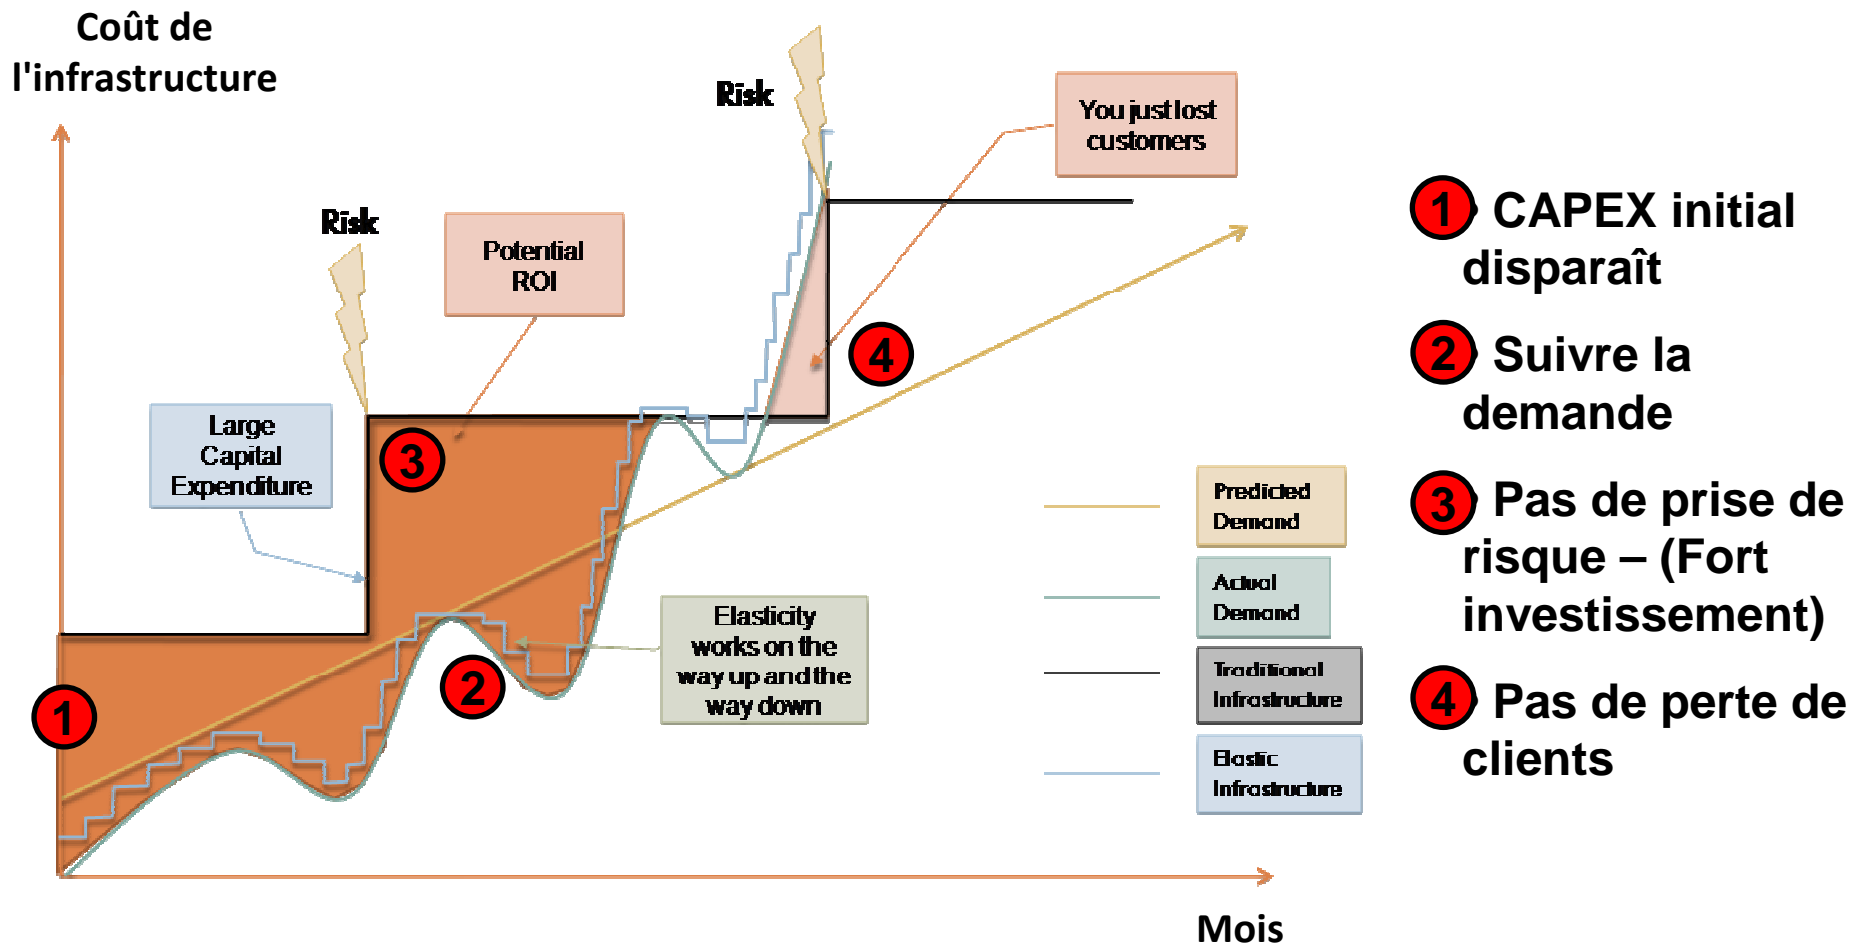 Coût de
l'infrastructure
Risk
You just lost
customers
Risk
Potential
ROI
4
3
Large
Capital
Expenditure
Elasticity
works on the
way up and the
way down
2
1
Predicted
Demand
Actual
Demand
Traditional
Infrastructure
Elastic
Infrastructure
Mois
1 CAPEX initial
disparaît
2 Suivre la
demande
3 Pas de prise de
risque – (Fort
investissement)
4 Pas de perte de
clients